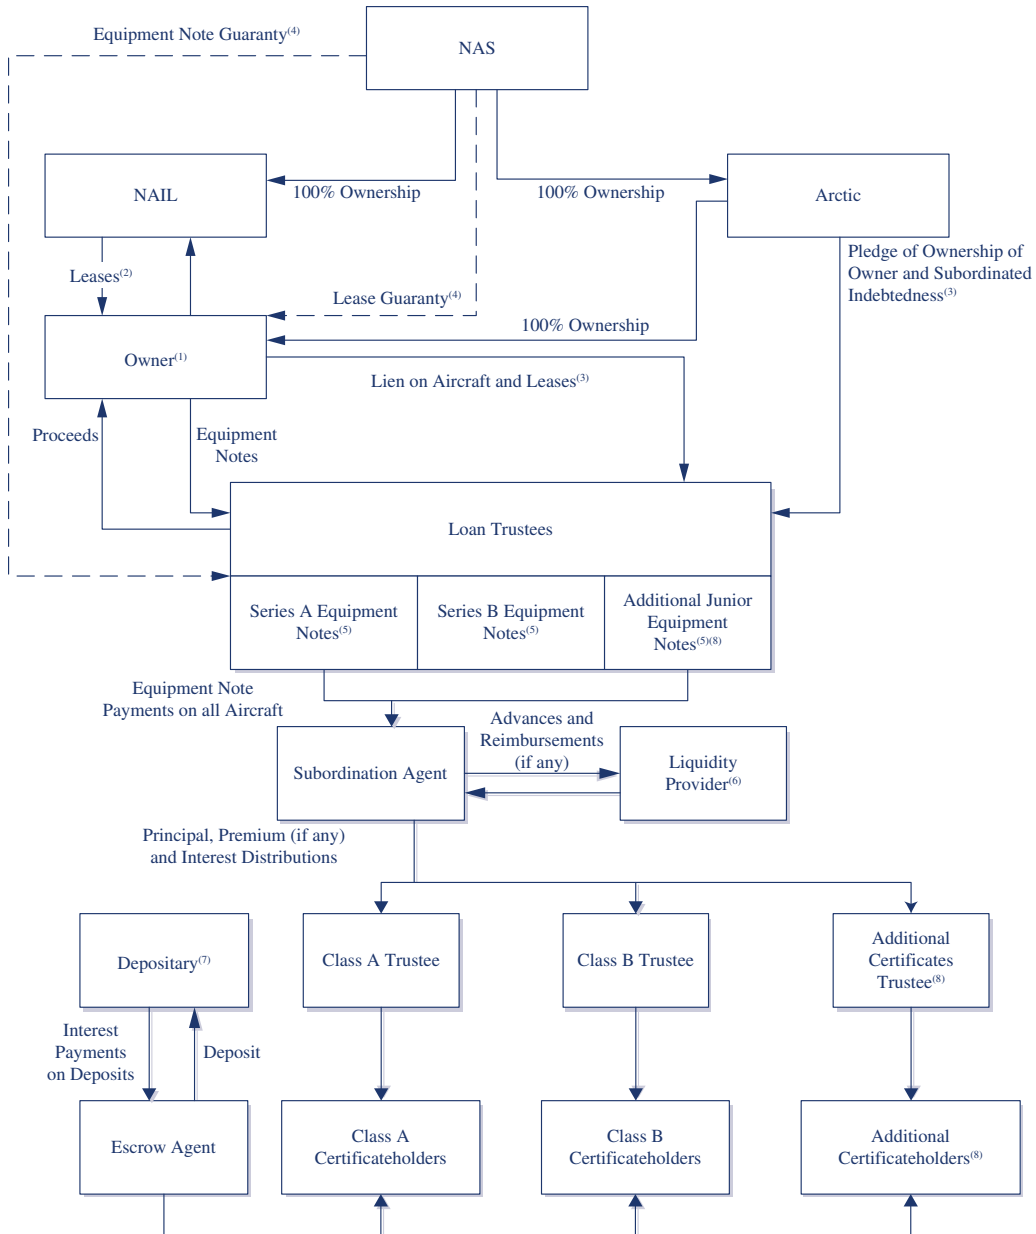 Equipment Note Guaranty(4)
NAS
NAIL
100% Ownership
100% Ownership
Arctic
Leases(2)
Lease Guaranty(4)
Pledge of Ownership of
Owner and Subordinated
Indebtedness(3)
100% Ownership
Owner(1)
Lien on Aircraft and Leases(3)
Proceeds
Equipment
Notes
Loan Trustees
Series A Equipment
Notes(5)
Series B Equipment
Notes(5)
Additional Junior
Equipment
Notes(5)(8)
Equipment Note
Payments on all Aircraft
Subordination Agent
Advances and
Reimbursements
(if any)
Liquidity
Provider(6)
Principal, Premium (if any)
and Interest Distributions
Depositary(7)
Class A Trustee
Class B Trustee
Additional
Certificates
Trustee(8)
Interest
Payments
on Deposits
Deposit
Escrow Agent
Class A
Certificateholders
Class B
Certificateholders
Additional
Certificateholders(8)